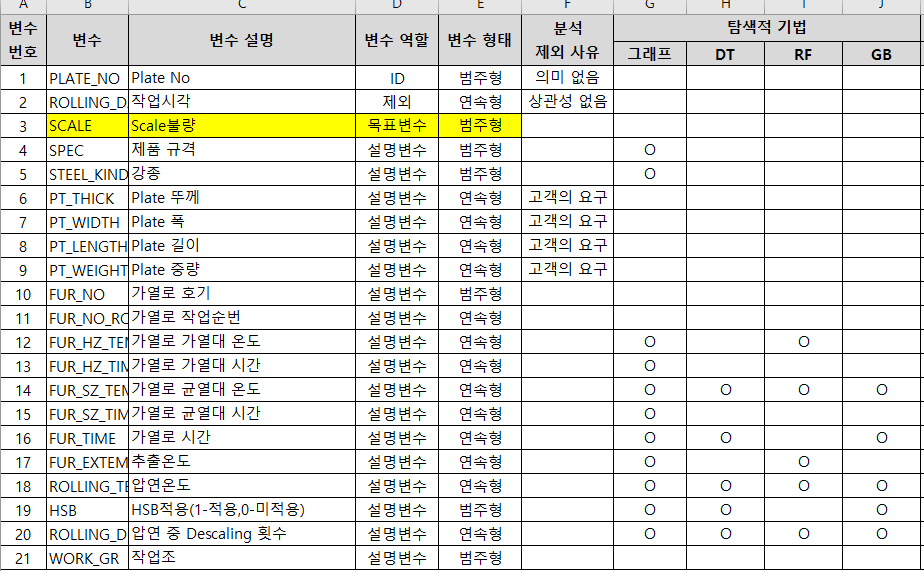 A B C D E F G H I J
변수 번호 변수 변수 설명 변수 역할 변수 형태 분석 제외 사유 탐색적 기법
그래프 DT RF GB
1 PLATE_NO Plate No ID 범주형 의미 없음
2 ROLLING_D 작업시각 제외 연속형 상관성 없음
3 SCALE Scale불량 목표변수 범주형
4 SPEC 제품 규격 설명변수 범주형 O
5 STEEL_KIND 강종 설명변수 범주형 O
6 PT_THICK Plate 두께 설명변수 연속형 고객의 요구
7 PT_WIDTH Plate 폭 설명변수 연속형 고객의 요구
8 PT_LENGTH Plate 길이 설명변수 연속형 고객의 요구
9 PT_WEIGHT Plate 중량 설명변수 연속형 고객의 요구
10 FUR_NO 가열로 호기 설명변수 범주형
11 FUR_NO_RO 가열로 작업순번 설명변수 연속형
12 FUR_HZ_TEM 가열로 가열대 온도 설명변수 연속형 O O
13 FUR_HZ_TIM 가열로 가열대 시간 설명변수 연속형 O
14 FUR_SZ_TEM 가열로 균열대 온도 설명변수 연속형 O O O O
15 FUR_SZ_TIM 가열로 균열대 시간 설명변수 연속형 O
16 FUR_TIME 가열로 시간 설명변수 연속형 O O O
17 FUR_EXTEM 추출온도 설명변수 연속형 O O
18 ROLLING_TE 압연온도 설명변수 연속형 O O O O
19 HSB HSB적용(1-적용,0-미적용) 설명변수 범주형 O O O
20 ROLLING_D 압연 중 Descaling 횟수 설명변수 연속형 O O O O
21 WORK_GR 작업조 설명변수 범주형